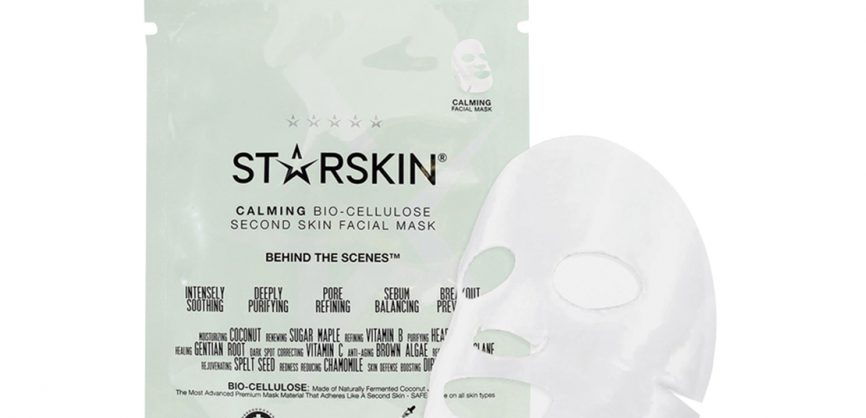 CALMING
FACIAL MASK
STARSKIN®
CALMING BIO-CELLULOSE
SECOND SKIN FACIAL MASK
BEHIND THE SCENES™
INTENSELY DEEPLY PORE SEBUM
SOOTHING PURIFYING REFINING BALANCING
MOISTURIZING COCONUT RENEWING SUGAR MAPLE REFINING VITAMIN B PURIFYING
HEALING GENTIAN ROOT DARK SPOT CORRECTING VITAMIN C ANTI-AGING BROWN ALGAE
REJUVENATING SPELT SEED REDNESS REDUCING CHAMOMILE SKIN DEFENSE BOOSTING
BIO-CELLULOSE: Made of Naturally Fermented Coconut
The Most Advanced Premium Mask Material That Adheres Like A Second Skin - SAFE on all skin types